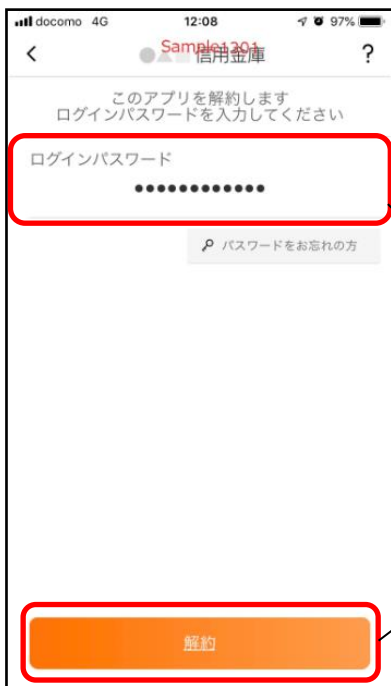 docomo 4G 12:08 97%
Sample1301
●▲■信用金庫 ?
このアプリを解約します
ログインパスワードを入力してください
ログインパスワード
●●●●●●●●●●●●
パスワードをお忘れの方
解約